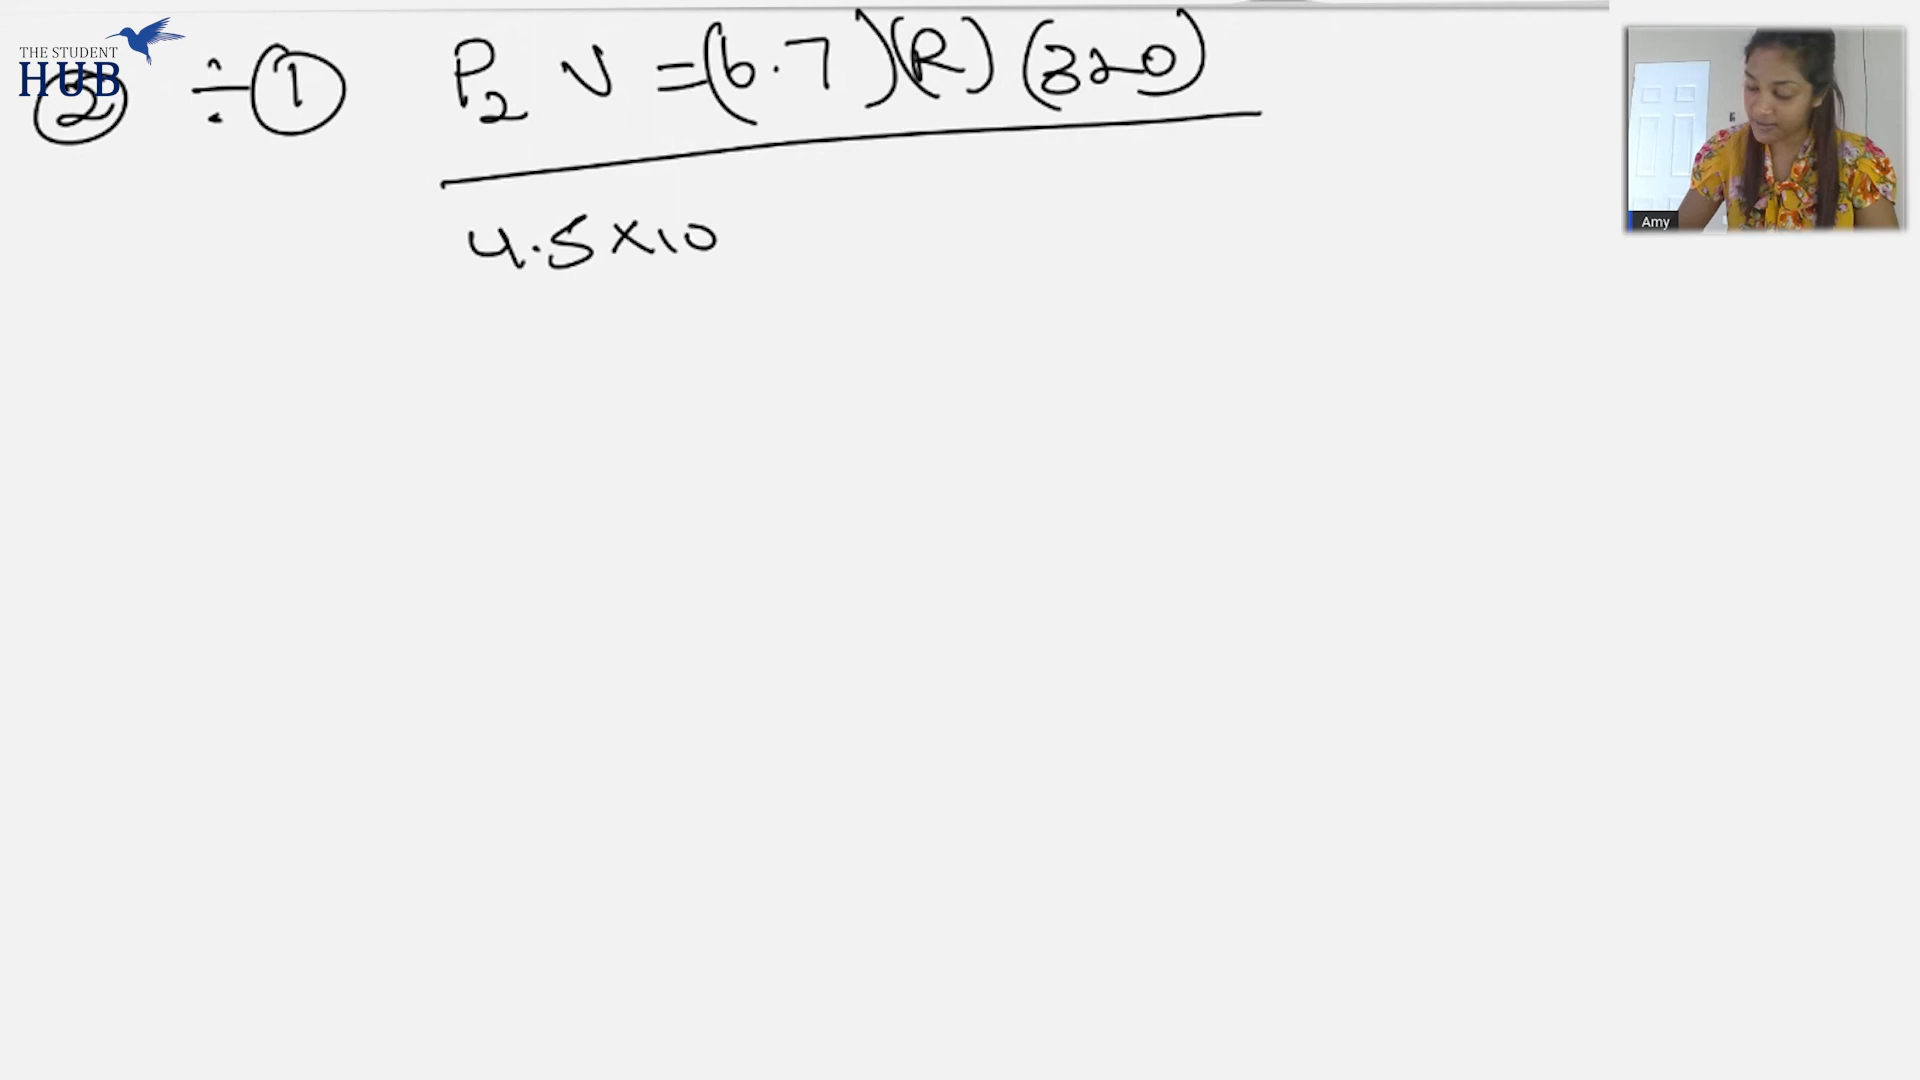 THE STUDENT
HUB
② ÷ ① P₂ V = (6.7)(R)(320)
4.5×10
Amy